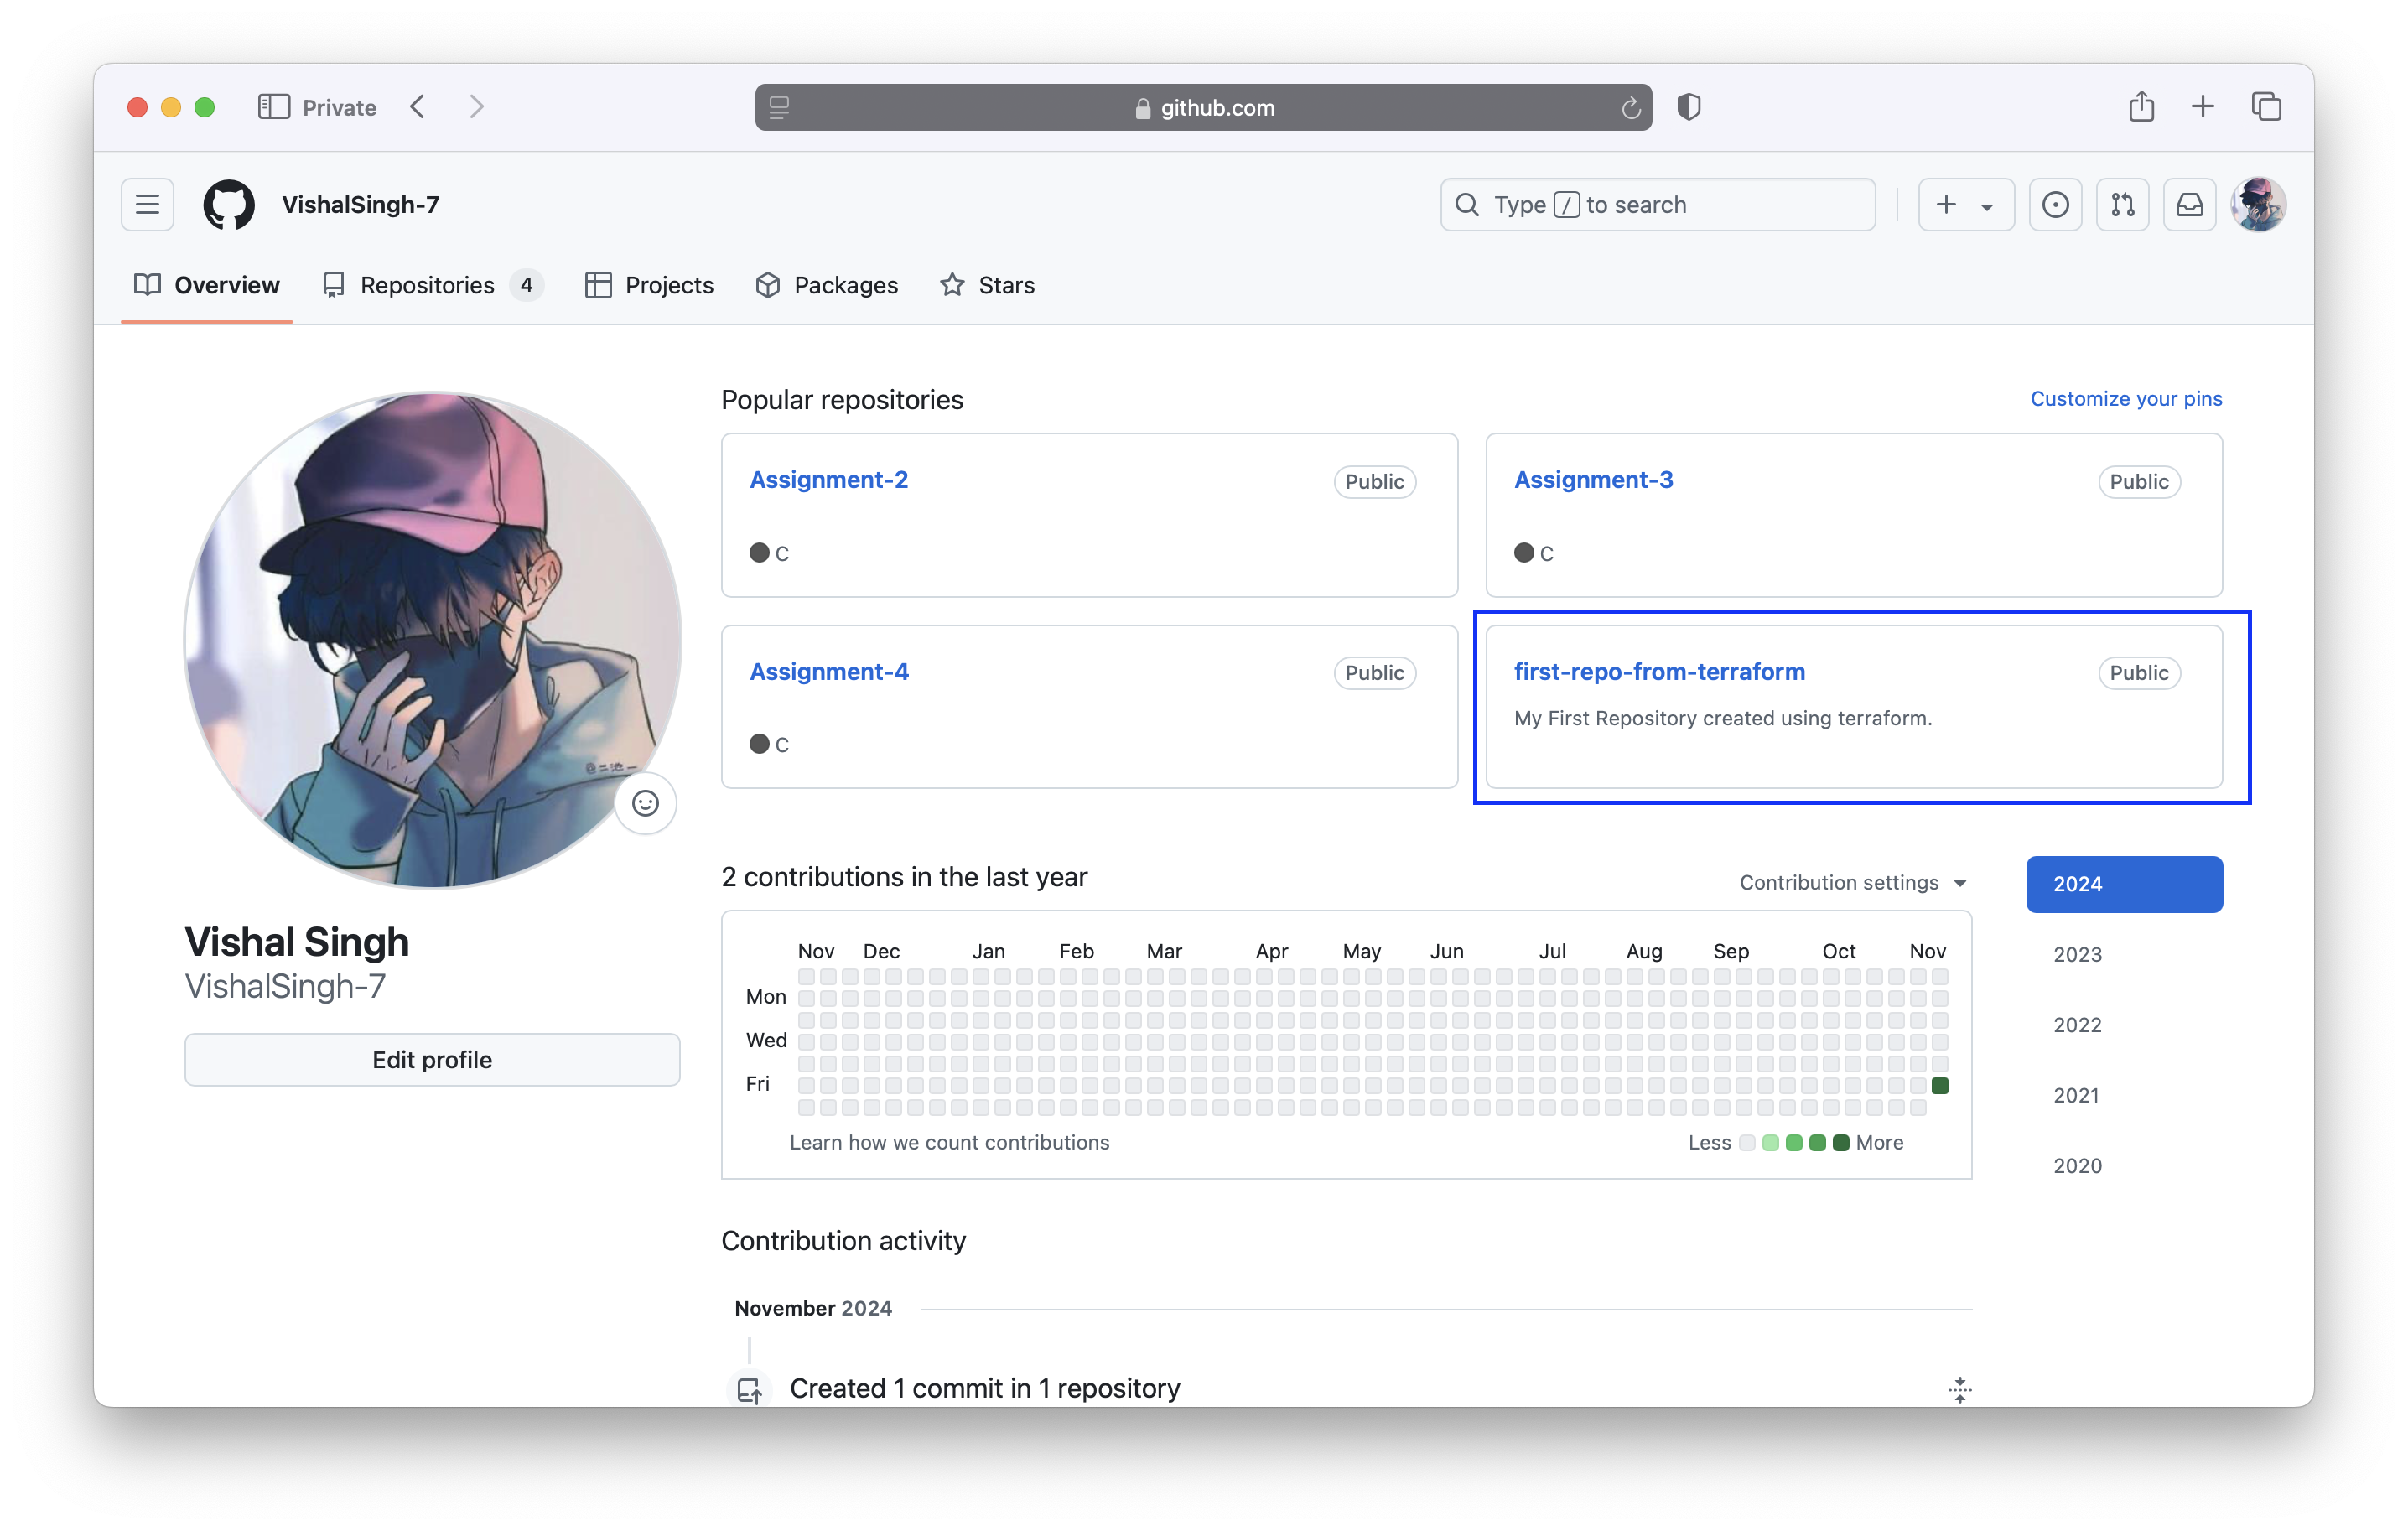 Private
github.com
VishalSingh-7
Type / to search
Overview Repositories 4 Projects Packages Stars
Popular repositories Customize your pins
Assignment-2 Public
C
Assignment-3 Public
C
Assignment-4 Public
C
first-repo-from-terraform Public
My First Repository created using terraform.
Vishal Singh
VishalSingh-7
Edit profile
2 contributions in the last year Contribution settings
Nov Dec Jan Feb Mar Apr May Jun Jul Aug Sep Oct Nov
Mon
Wed
Fri
Learn how we count contributions Less More
2024
2023
2022
2021
2020
Contribution activity
November 2024
Created 1 commit in 1 repository